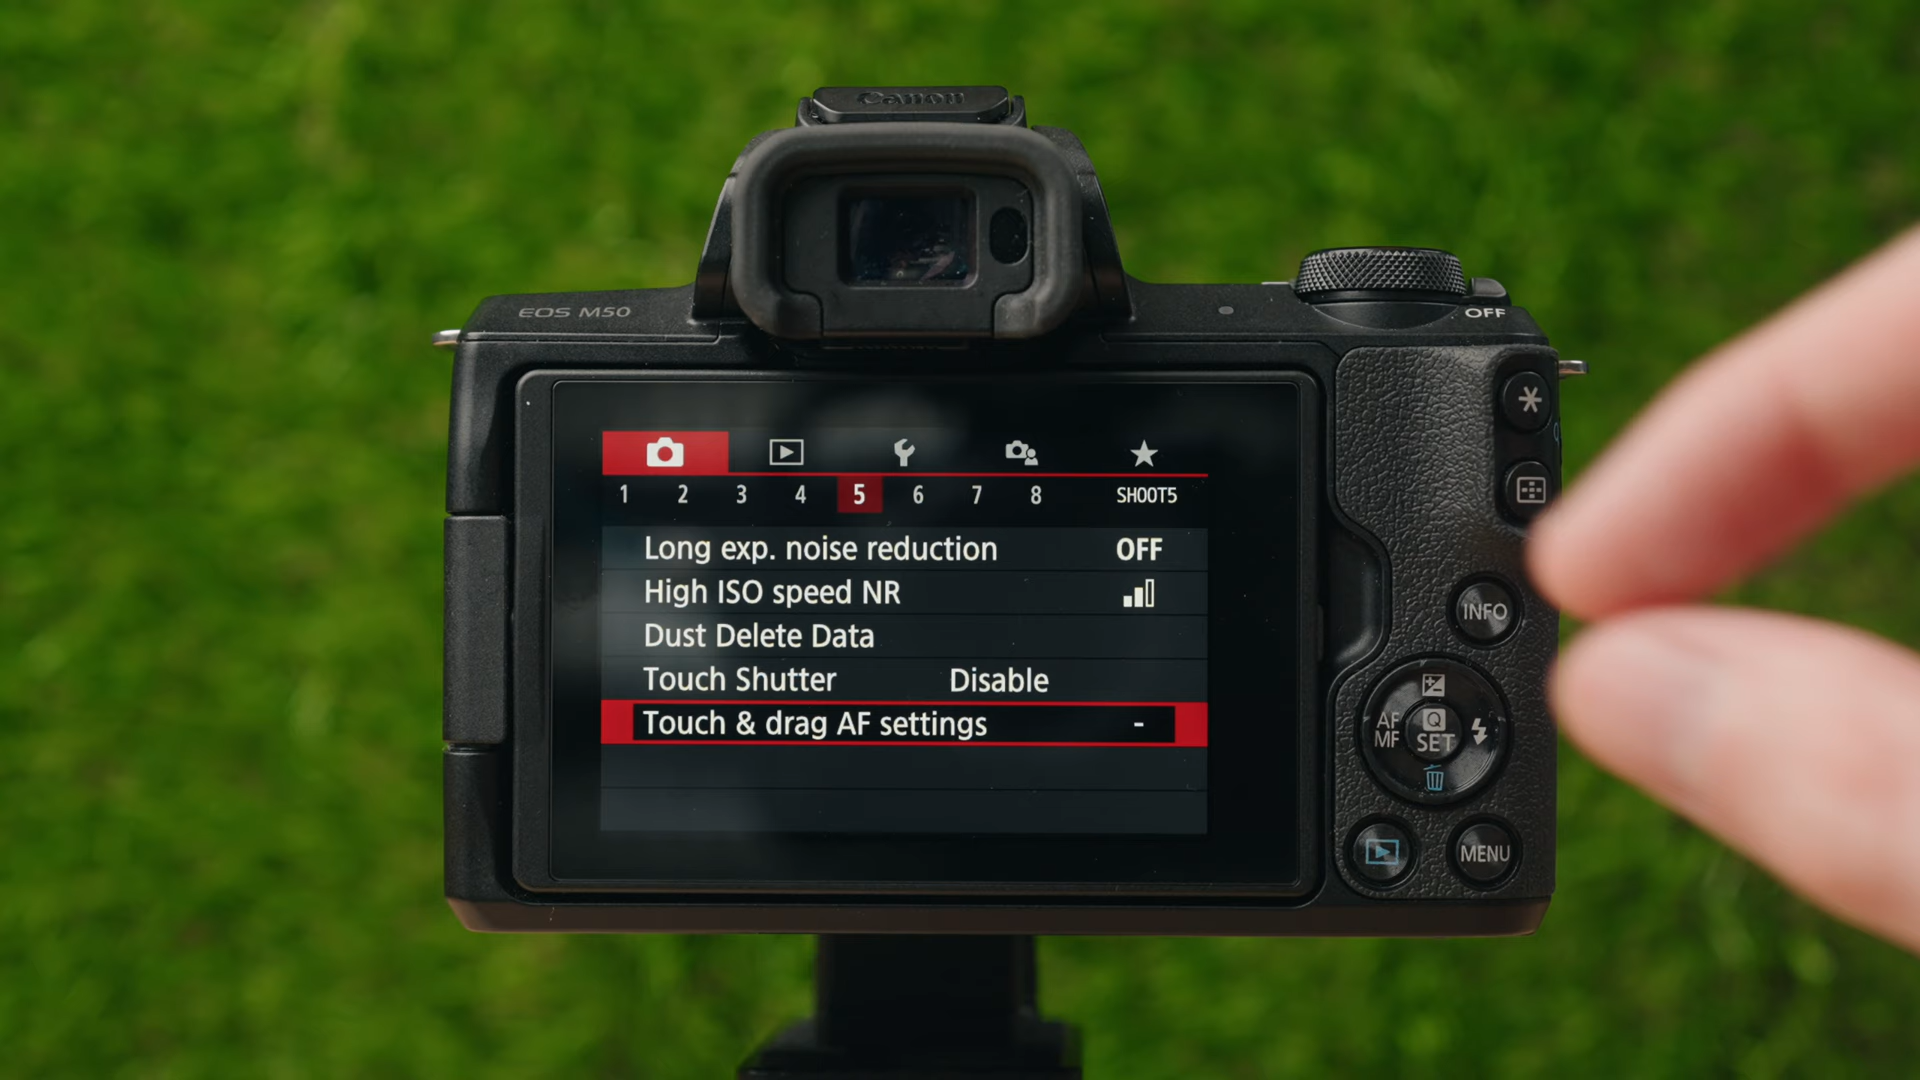 Canon
EOS M50
OFF
1 2 3 4 5 6 7 8 SHOOT5
Long exp. noise reduction OFF
High ISO speed NR
Dust Delete Data
Touch Shutter Disable
Touch & drag AF settings -
INFO
AF
MF
Q
SET
MENU